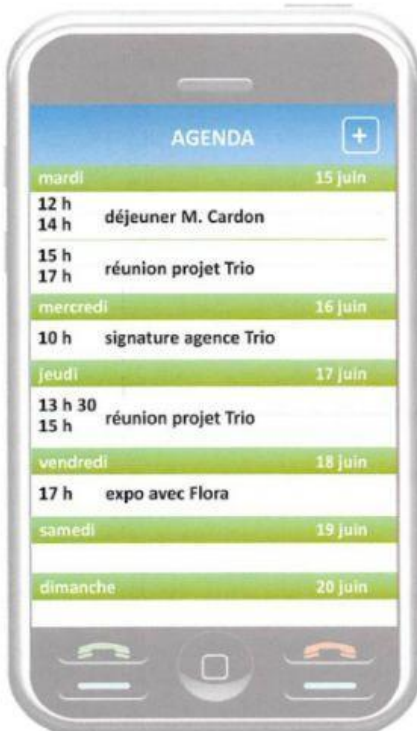 AGENDA +
mardi 15 juin
12 h
14 h déjeuner M. Cardon
15 h
17 h réunion projet Trio
mercredi 16 juin
10 h signature agence Trio
jeudi 17 juin
13 h 30
15 h réunion projet Trio
vendredi 18 juin
17 h expo avec Flora
samedi 19 juin
dimanche 20 juin